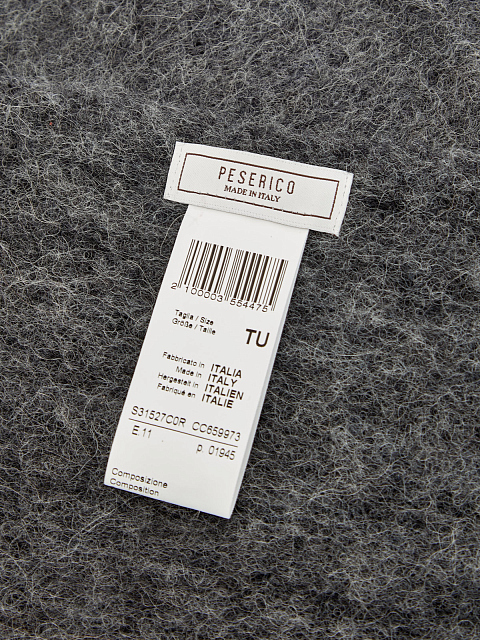 PESERICO
MADE IN ITALY
2 100003 554475
Taglia / Size
Größe / Taille
TU
Fabbricato in ITALIA
Made in ITALY
Hergestellt in ITALIEN
Fabriqué en ITALIE
S31527C0R CC659973
E 11 p. 01945
Composizione
Composition